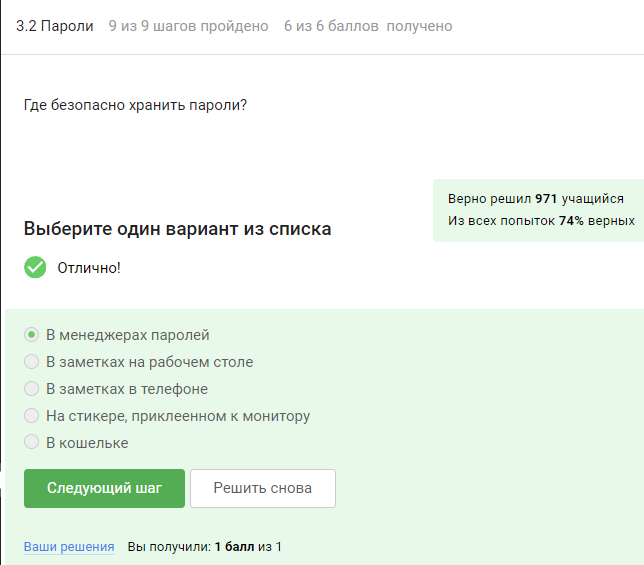 3.2 Пароли 9 из 9 шагов пройдено 6 из 6 баллов получено
Где безопасно хранить пароли?
Верно решил 971 учащийся
Из всех попыток 74% верных
Выберите один вариант из списка
Отлично!
В менеджерах паролей
В заметках на рабочем столе
В заметках в телефоне
На стикере, приклеенном к монитору
В кошельке
Следующий шаг Решить снова
Ваши решения Вы получили: 1 балл из 1